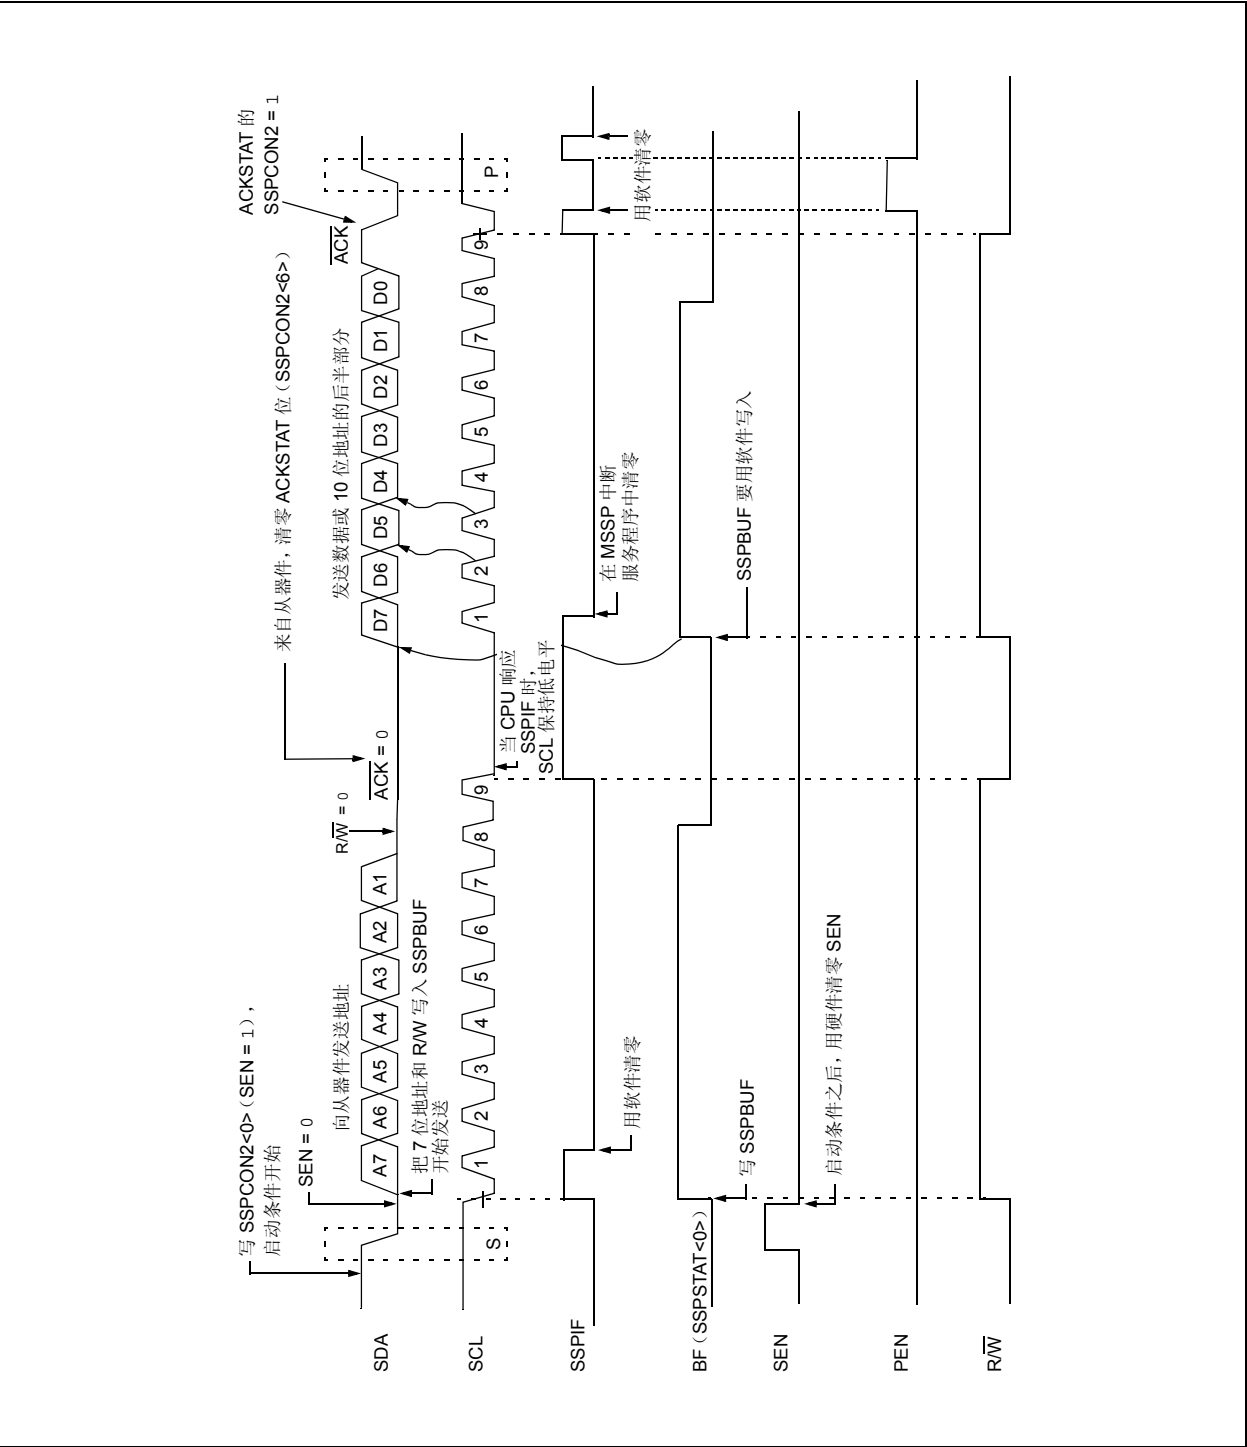 写 SSPCON2<0>(SEN = 1),
启动条件开始
SEN = 0
向从器件发送地址
R/W = 0
来自从器件, 清零 ACKSTAT 位(SSPCON2<6>)
ACK = 0
发送数据或 10 位地址的后半部分
ACKSTAT 的
SSPCON2 = 1
ACK
SDA
A7 A6 A5 A4 A3 A2 A1
D7 D6 D5 D4 D3 D2 D1 D0
把 7 位地址和 R/W 写入 SSPBUF
开始发送
SCL
S
1 2 3 4 5 6 7 8 9
1 2 3 4 5 6 7 8 9
P
当 CPU 响应
SSPIF 时,
SCL 保持低电平
SSPIF
用软件清零
在 MSSP 中断
服务程序中清零
用软件清零
BF(SSPSTAT<0>)
写 SSPBUF
SSPBUF 要用软件写入
SEN
启动条件之后, 用硬件清零 SEN
PEN
R/W